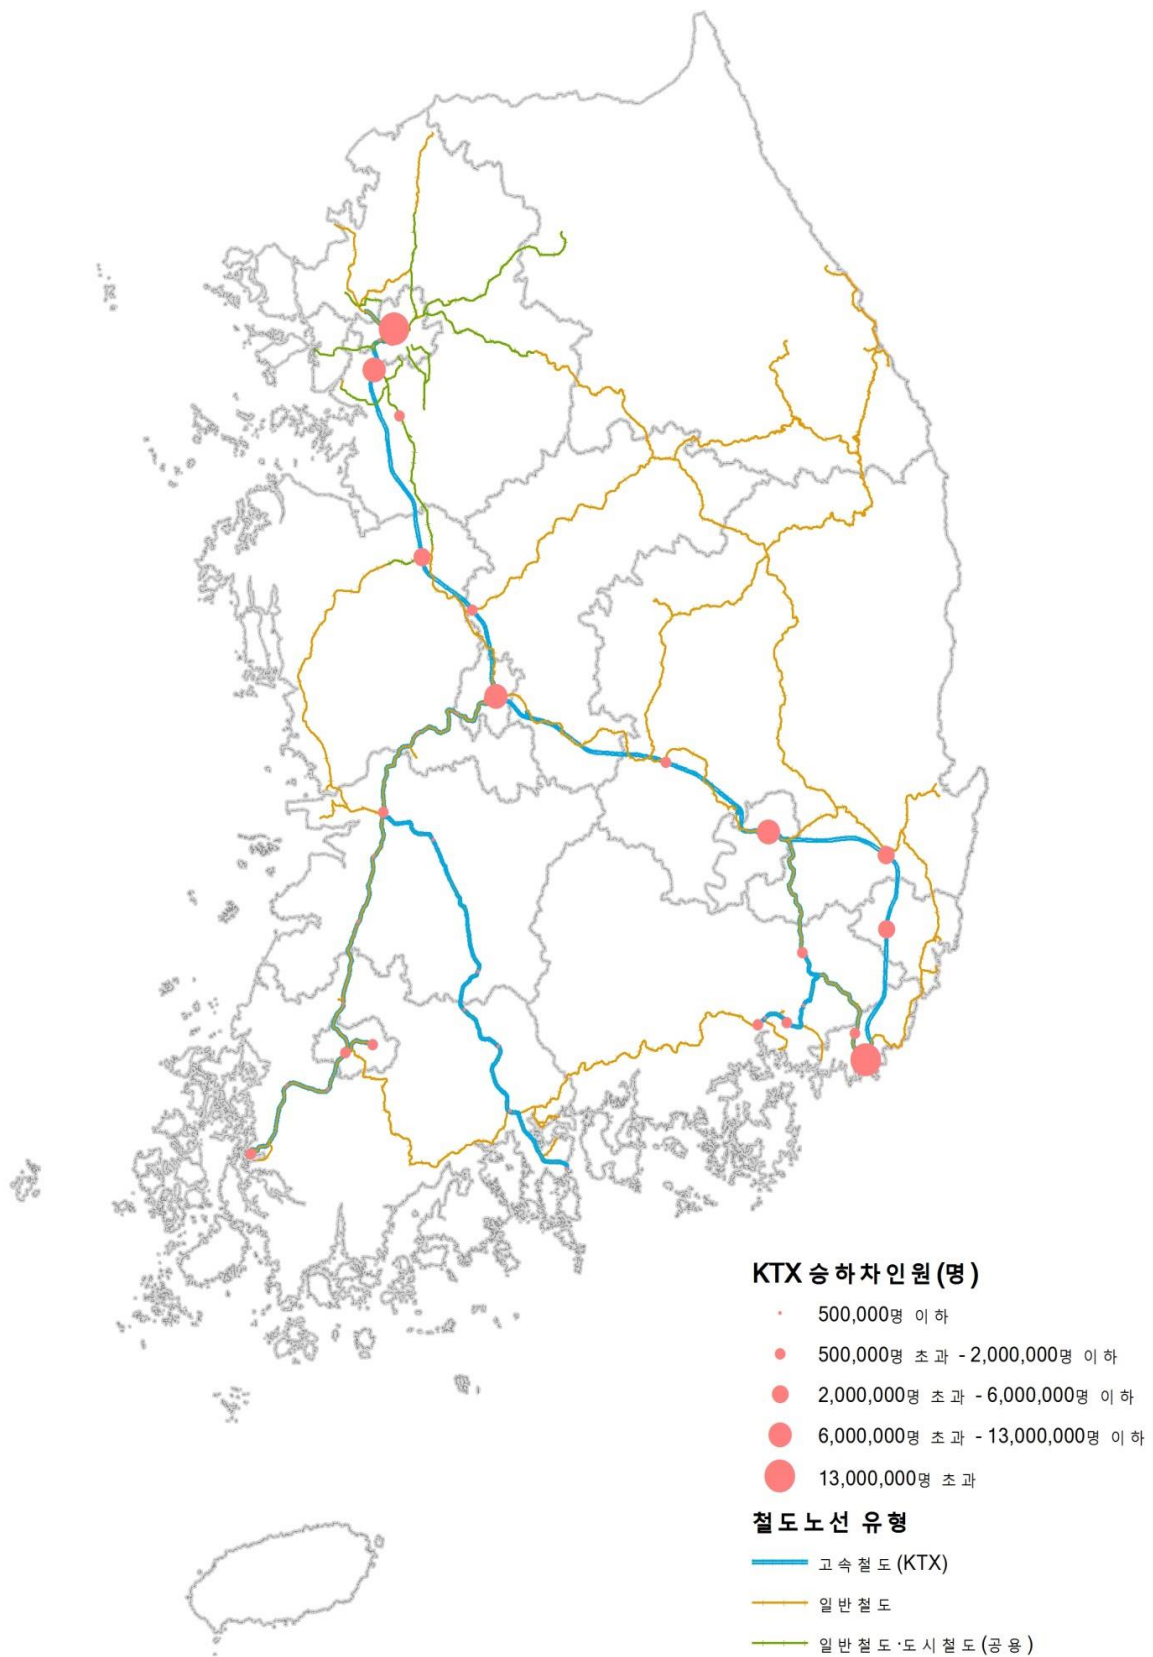 KTX 승하차인원(명)
500,000명 이하
500,000명 초과 - 2,000,000명 이하
2,000,000명 초과 - 6,000,000명 이하
6,000,000명 초과 - 13,000,000명 이하
13,000,000명 초과
철도노선 유형
고속철도(KTX)
일반철도
일반철도·도시철도(공용)